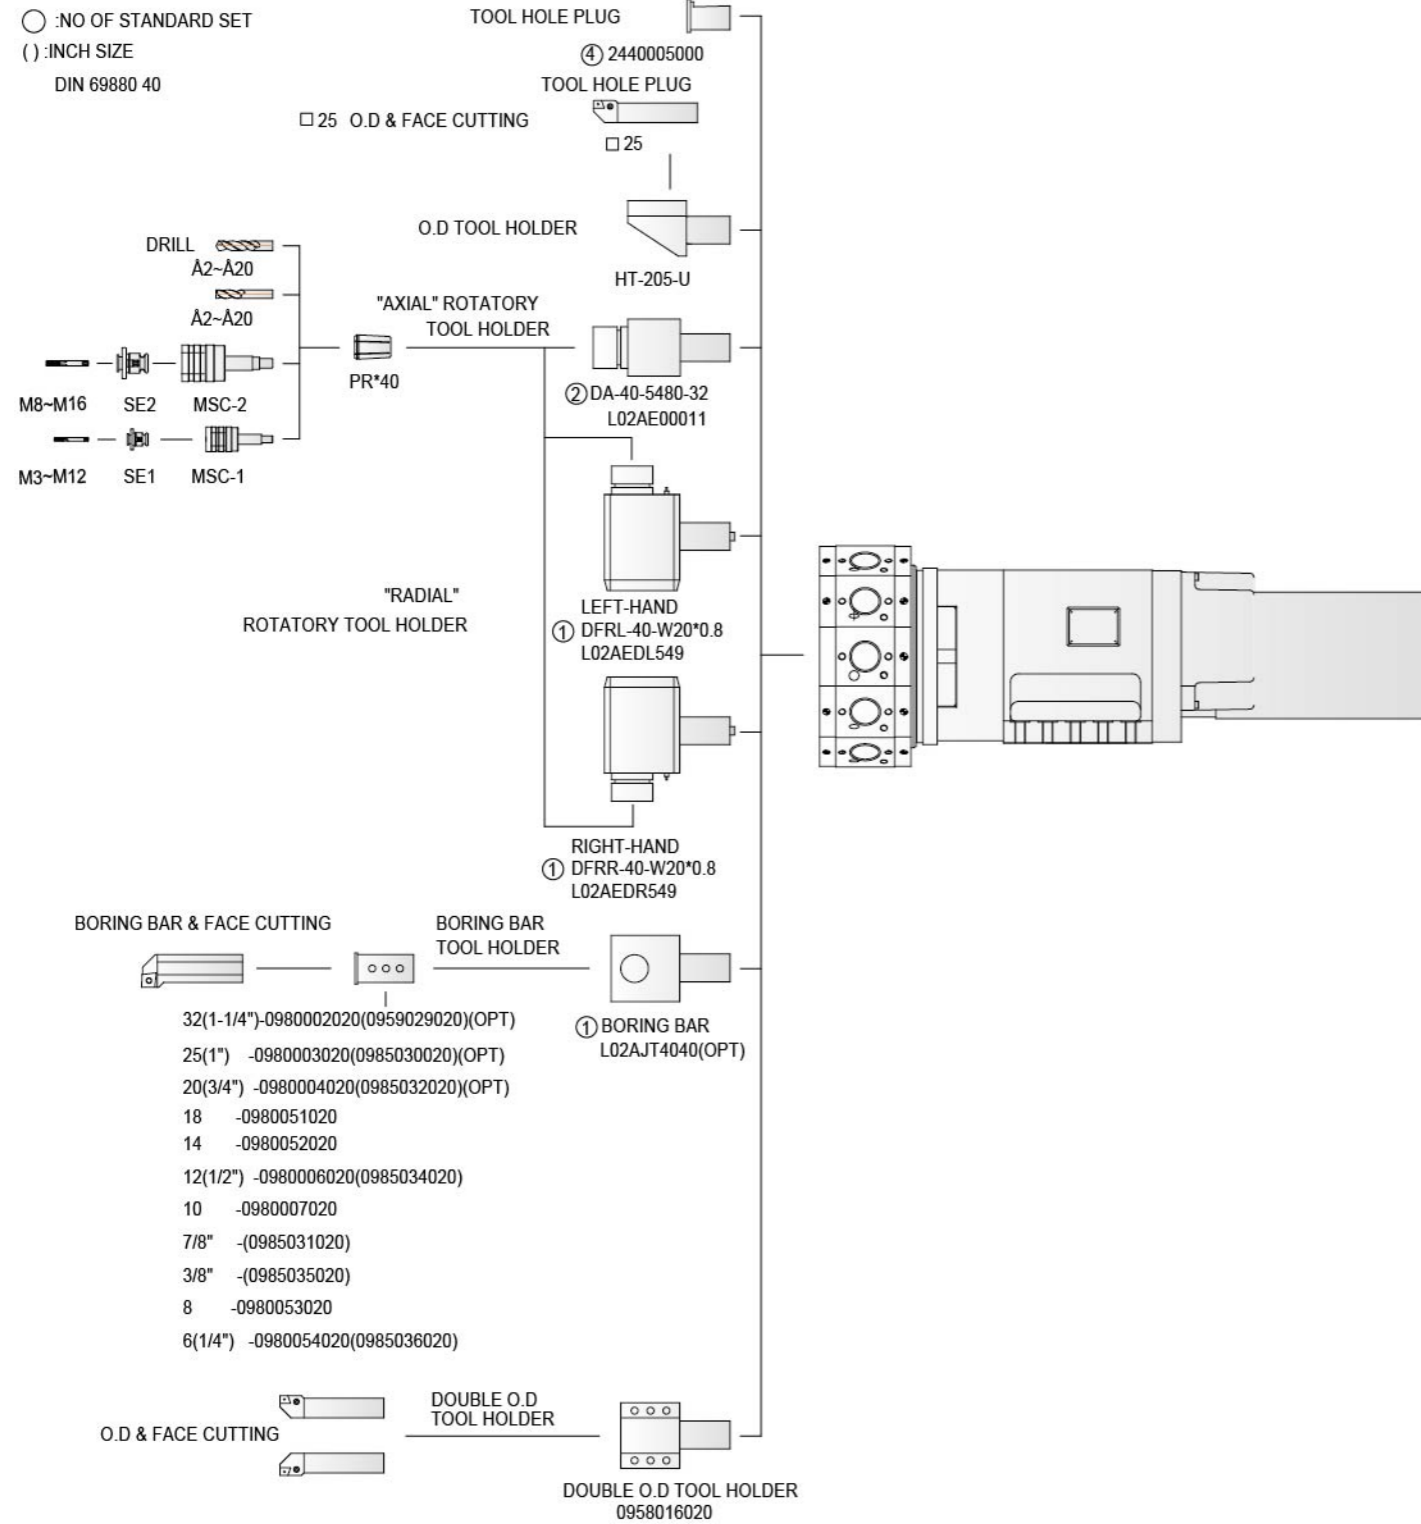 ○ :NO OF STANDARD SET
( ) :INCH SIZE
DIN 69880 40
TOOL HOLE PLUG
④ 2440005000
TOOL HOLE PLUG
□ 25 O.D & FACE CUTTING
□ 25
O.D TOOL HOLDER
HT-205-U
DRILL
Å2~Å20
Å2~Å20
"AXIAL" ROTATORY
TOOL HOLDER
PR*40
② DA-40-5480-32
L02AE00011
M8~M16 SE2 MSC-2
M3~M12 SE1 MSC-1
"RADIAL"
ROTATORY TOOL HOLDER
LEFT-HAND
① DFRL-40-W20*0.8
L02AEDL549
RIGHT-HAND
① DFRR-40-W20*0.8
L02AEDR549
BORING BAR & FACE CUTTING
BORING BAR
TOOL HOLDER
① BORING BAR
L02AJT4040(OPT)
32(1-1/4")-0980002020(0959029020)(OPT)
25(1") -0980003020(0985030020)(OPT)
20(3/4") -0980004020(0985032020)(OPT)
18 -0980051020
14 -0980052020
12(1/2") -0980006020(0985034020)
10 -0980007020
7/8" -(0985031020)
3/8" -(0985035020)
8 -0980053020
6(1/4") -0980054020(0985036020)
O.D & FACE CUTTING
DOUBLE O.D
TOOL HOLDER
DOUBLE O.D TOOL HOLDER
0958016020